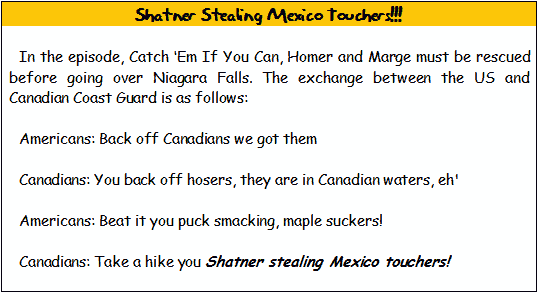 Shatner Stealing Mexico Touchers!!!
In the episode, Catch 'Em If You Can, Homer and Marge must be rescued
before going over Niagara Falls. The exchange between the US and
Canadian Coast Guard is as follows:
Americans: Back off Canadians we got them
Canadians: You back off hosers, they are in Canadian waters, eh'
Americans: Beat it you puck smacking, maple suckers!
Canadians: Take a hike you Shatner stealing Mexico touchers!